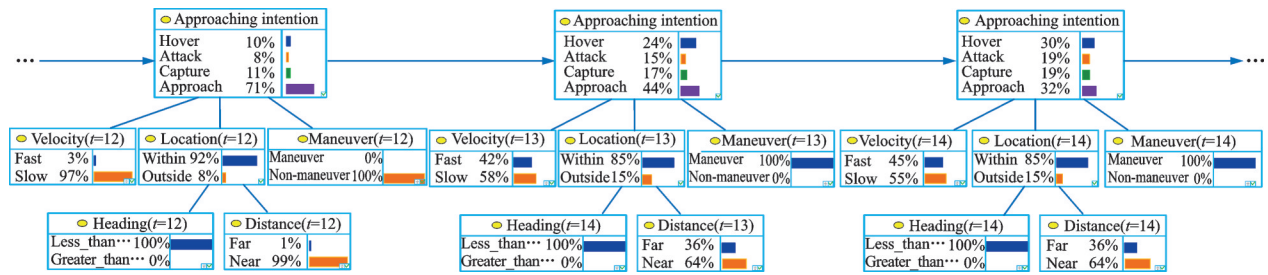 Approaching intention
Hover 10%
Attack 8%
Capture 11%
Approach 71%
Approaching intention
Hover 24%
Attack 15%
Capture 17%
Approach 44%
Approaching intention
Hover 30%
Attack 19%
Capture 19%
Approach 32%
...
...
Velocity(t=12)
Fast 3%
Slow 97%
Location(t=12)
Within 92%
Outside 8%
Maneuver(t=12)
Maneuver 0%
Non-maneuver 100%
Velocity(t=13)
Fast 42%
Slow 58%
Location(t=13)
Within 85%
Outside 15%
Maneuver(t=13)
Maneuver 100%
Non-maneuver 0%
Velocity(t=14)
Fast 45%
Slow 55%
Location(t=14)
Within 85%
Outside 15%
Maneuver(t=14)
Maneuver 100%
Non-maneuver 0%
Heading(t=12)
Less_than… 100%
Greater_than… 0%
Distance(t=12)
Far 1%
Near 99%
Heading(t=14)
Less_than… 100%
Greater_than… 0%
Distance(t=13)
Far 36%
Near 64%
Heading(t=14)
Less_than… 100%
Greater_than… 0%
Distance(t=14)
Far 36%
Near 64%